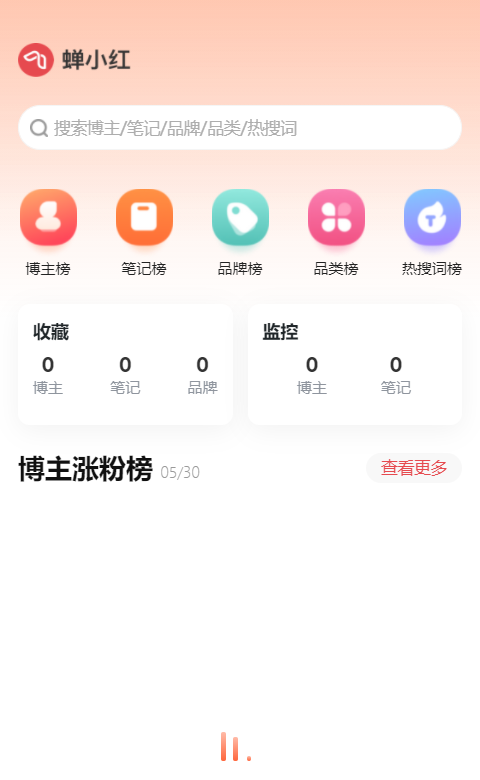 蝉小红
搜索博主/笔记/品牌/品类/热搜词
博主榜 笔记榜 品牌榜 品类榜 热搜词榜
收藏 监控
0 0 0 0 0
博主 笔记 品牌 博主 笔记
博主涨粉榜 05/30 查看更多